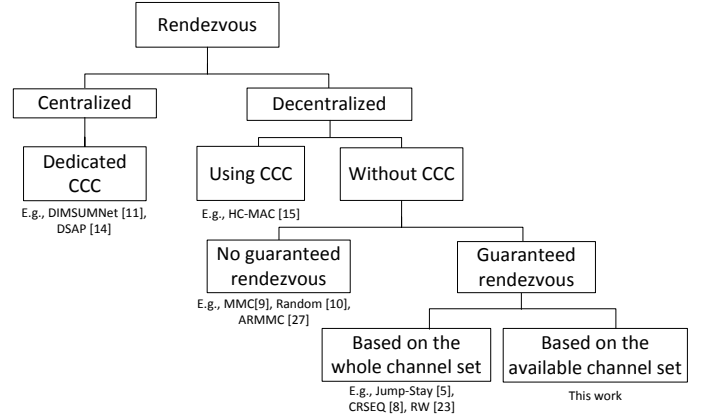 Rendezvous
Centralized
Decentralized
Dedicated
CCC
Using CCC
Without CCC
E.g., DIMSUMNet [11],
DSAP [14]
E.g., HC-MAC [15]
No guaranteed
rendezvous
Guaranteed
rendezvous
E.g., MMC[9], Random [10],
ARMMC [27]
Based on the
whole channel set
Based on the
available channel set
E.g., Jump-Stay [5],
CRSEQ [8], RW [23]
This work